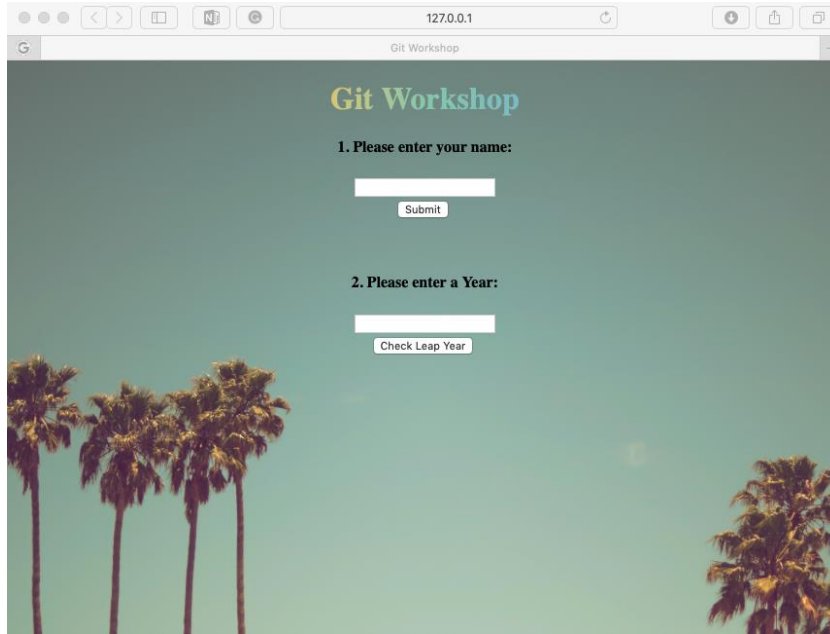 127.0.0.1
G
Git Workshop
Git Workshop
1. Please enter your name:
Submit
2. Please enter a Year:
Check Leap Year